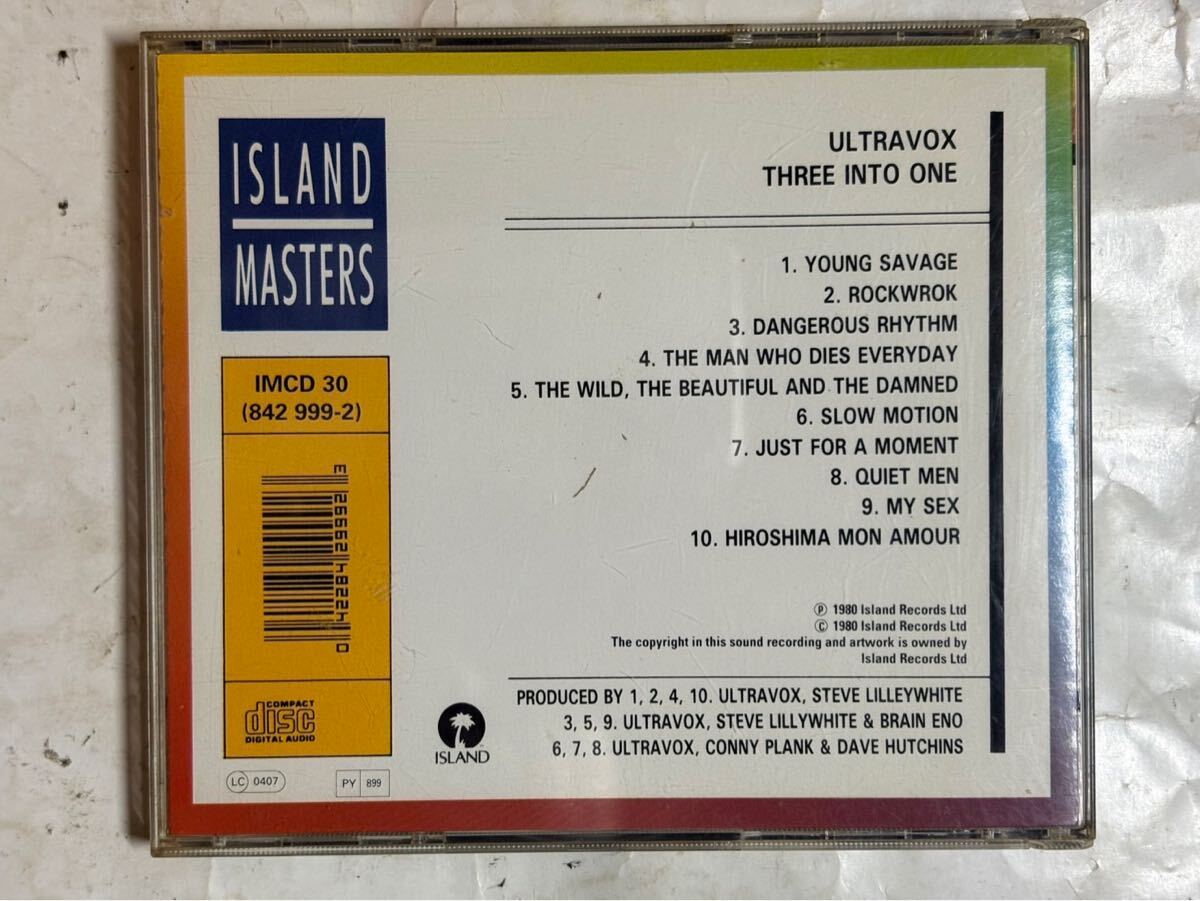 ISLAND
MASTERS
IMCD 30
(842 999-2)
COMPACT
disc
DIGITAL AUDIO
LC 0407
PY 899
ULTRAVOX
THREE INTO ONE
1. YOUNG SAVAGE
2. ROCKWROK
3. DANGEROUS RHYTHM
4. THE MAN WHO DIES EVERYDAY
5. THE WILD, THE BEAUTIFUL AND THE DAMNED
6. SLOW MOTION
7. JUST FOR A MOMENT
8. QUIET MEN
9. MY SEX
10. HIROSHIMA MON AMOUR
℗ 1980 Island Records Ltd
© 1980 Island Records Ltd
The copyright in this sound recording and artwork is owned by
Island Records Ltd
PRODUCED BY 1, 2, 4, 10. ULTRAVOX, STEVE LILLEYWHITE
3, 5, 9. ULTRAVOX, STEVE LILLYWHITE & BRAIN ENO
6, 7, 8. ULTRAVOX, CONNY PLANK & DAVE HUTCHINS
ISLAND